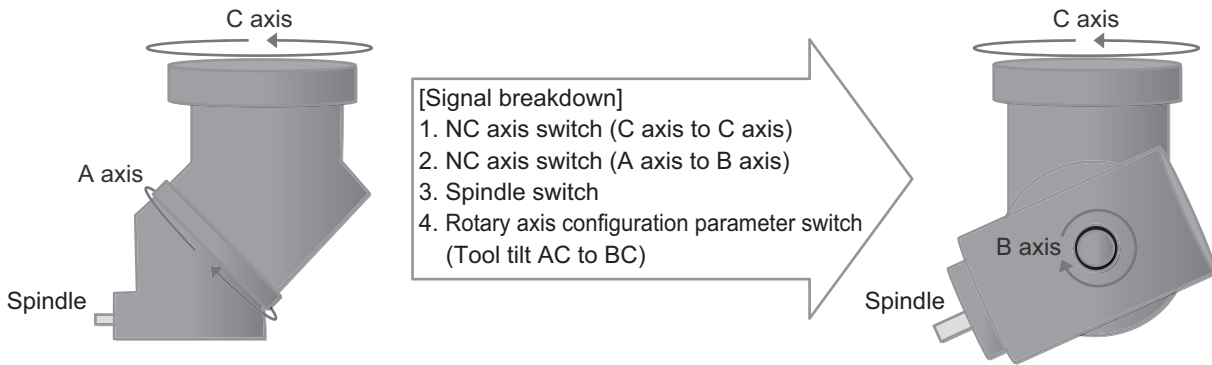 C axis
A axis
Spindle
[Signal breakdown]
1. NC axis switch (C axis to C axis)
2. NC axis switch (A axis to B axis)
3. Spindle switch
4. Rotary axis configuration parameter switch
(Tool tilt AC to BC)
C axis
B axis
Spindle